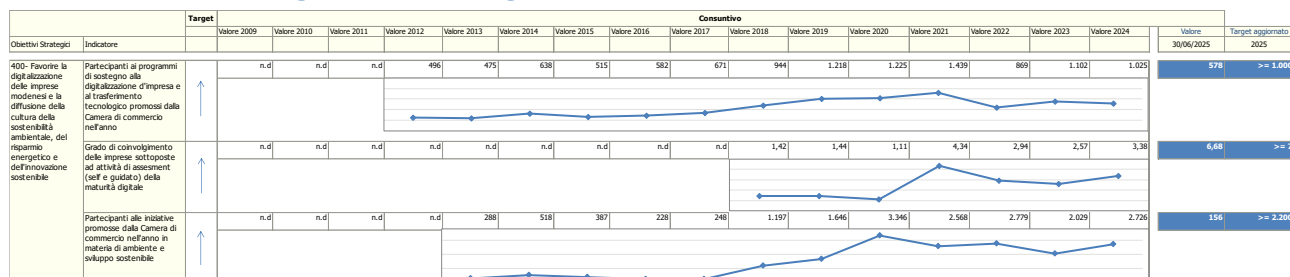 Target Consuntivo
Valore 2009 Valore 2010 Valore 2011 Valore 2012 Valore 2013 Valore 2014 Valore 2015 Valore 2016 Valore 2017 Valore 2018 Valore 2019 Valore 2020 Valore 2021 Valore 2022 Valore 2023 Valore 2024 Valore Target aggiornato
Obiettivi Strategici Indicatore 30/06/2025 2025
400- Favorire la digitalizzazione delle imprese modenesi e la diffusione della cultura della sostenibilità ambientale, del risparmio energetico e dell'innovazione sostenibile
Partecipanti ai programmi di sostegno alla digitalizzazione d'impresa e al trasferimento tecnologico promossi dalla Camera di commercio nell'anno
n.d n.d n.d 496 475 638 515 582 671 944 1.218 1.225 1.439 869 1.102 1.025 578 >= 1.000
Grado di coinvolgimento delle imprese sottoposte ad attività di assesment (self e guidato) della maturità digitale
n.d n.d n.d n.d n.d n.d n.d n.d n.d 1,42 1,44 1,11 4,34 2,94 2,57 3,38 6,68 >=
Partecipanti alle iniziative promosse dalla Camera di commercio nell'anno in materia di ambiente e sviluppo sostenibile
n.d n.d n.d n.d 288 518 387 228 248 1.197 1.646 3.346 2.568 2.779 2.029 2.726 156 >= 2.200